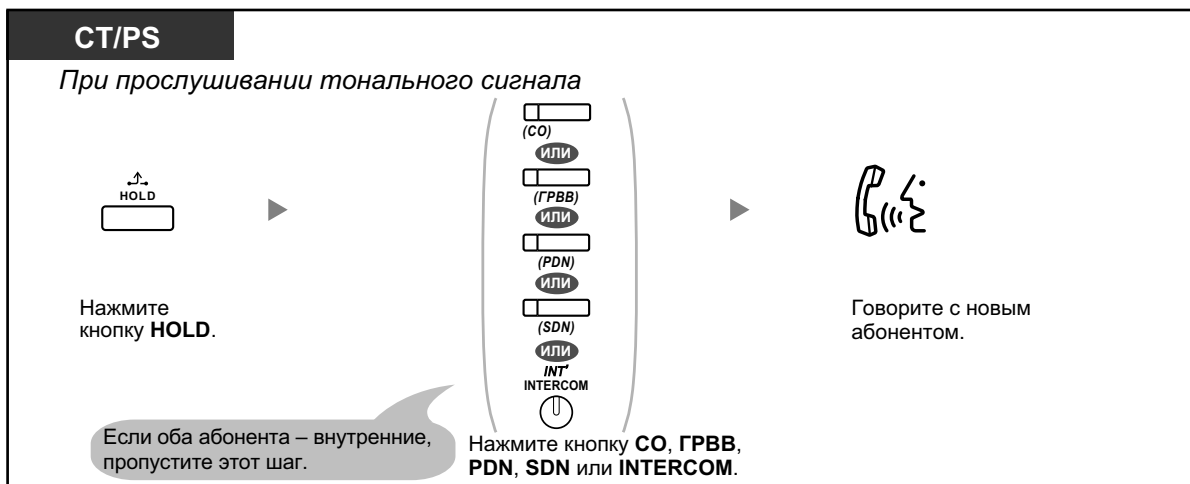 CT/PS
При прослушивании тонального сигнала
HOLD
Нажмите
кнопку HOLD.
(CO)
ИЛИ
(ГРВВ)
ИЛИ
(PDN)
ИЛИ
(SDN)
ИЛИ
INT'
INTERCOM
Если оба абонента – внутренние,
пропустите этот шаг.
Нажмите кнопку CO, ГРВВ,
PDN, SDN или INTERCOM.
Говорите с новым
абонентом.